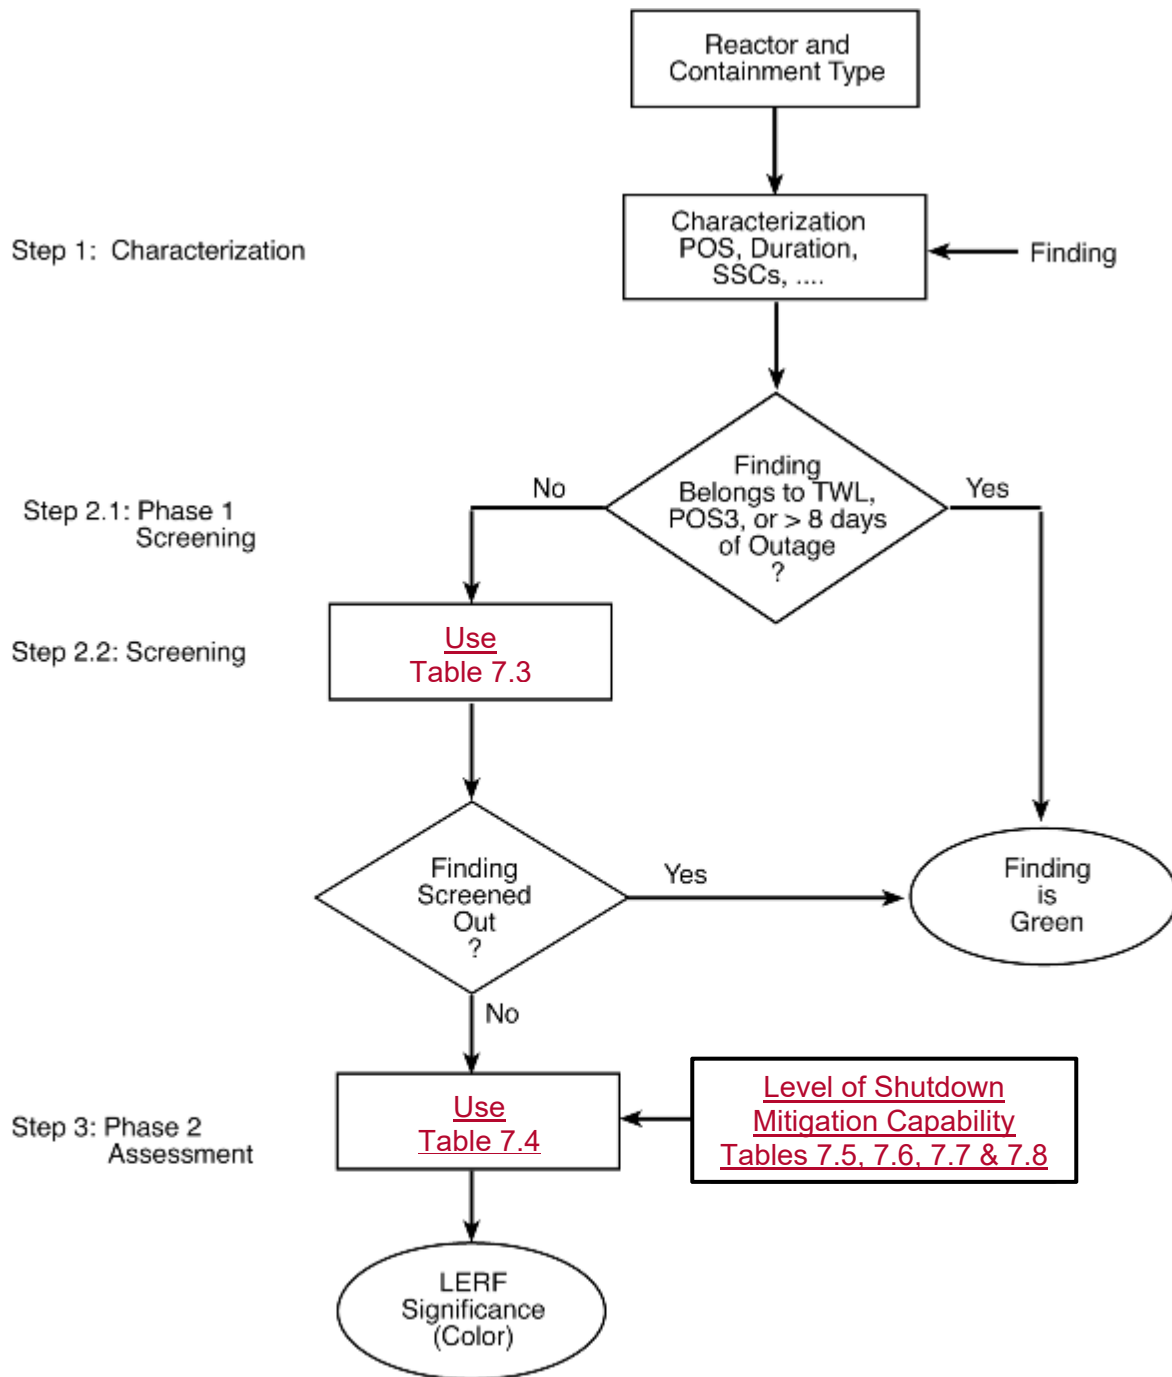 Reactor and
Containment Type
Step 1: Characterization
Characterization
POS, Duration,
SSCs, ....
Finding
Step 2.1: Phase 1
Screening
No
Finding
Belongs to TWL,
POS3, or > 8 days
of Outage
?
Yes
Step 2.2: Screening
Use
Table 7.3
Finding
Screened
Out
?
Yes
Finding
is
Green
No
Step 3: Phase 2
Assessment
Use
Table 7.4
Level of Shutdown
Mitigation Capability
Tables 7.5, 7.6, 7.7 & 7.8
LERF
Significance
(Color)